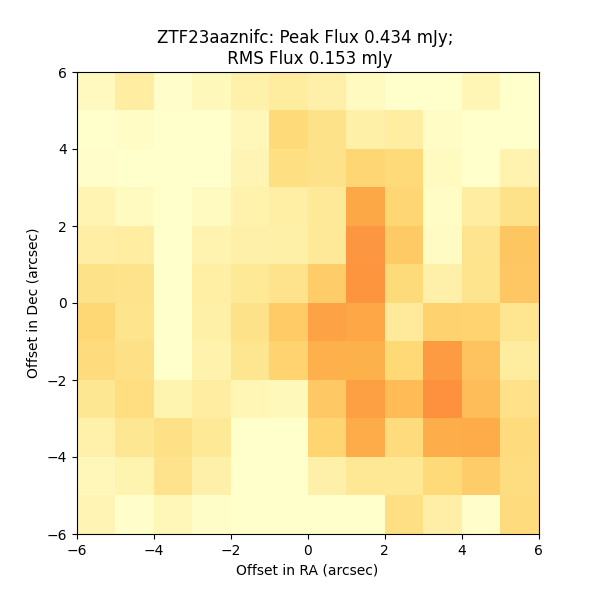 ZTF23aaznifc: Peak Flux 0.434 mJy;
RMS Flux 0.153 mJy
6
4
2
0
−2
−4
−6
Offset in Dec (arcsec)
−6 −4 −2 0 2 4 6
Offset in RA (arcsec)